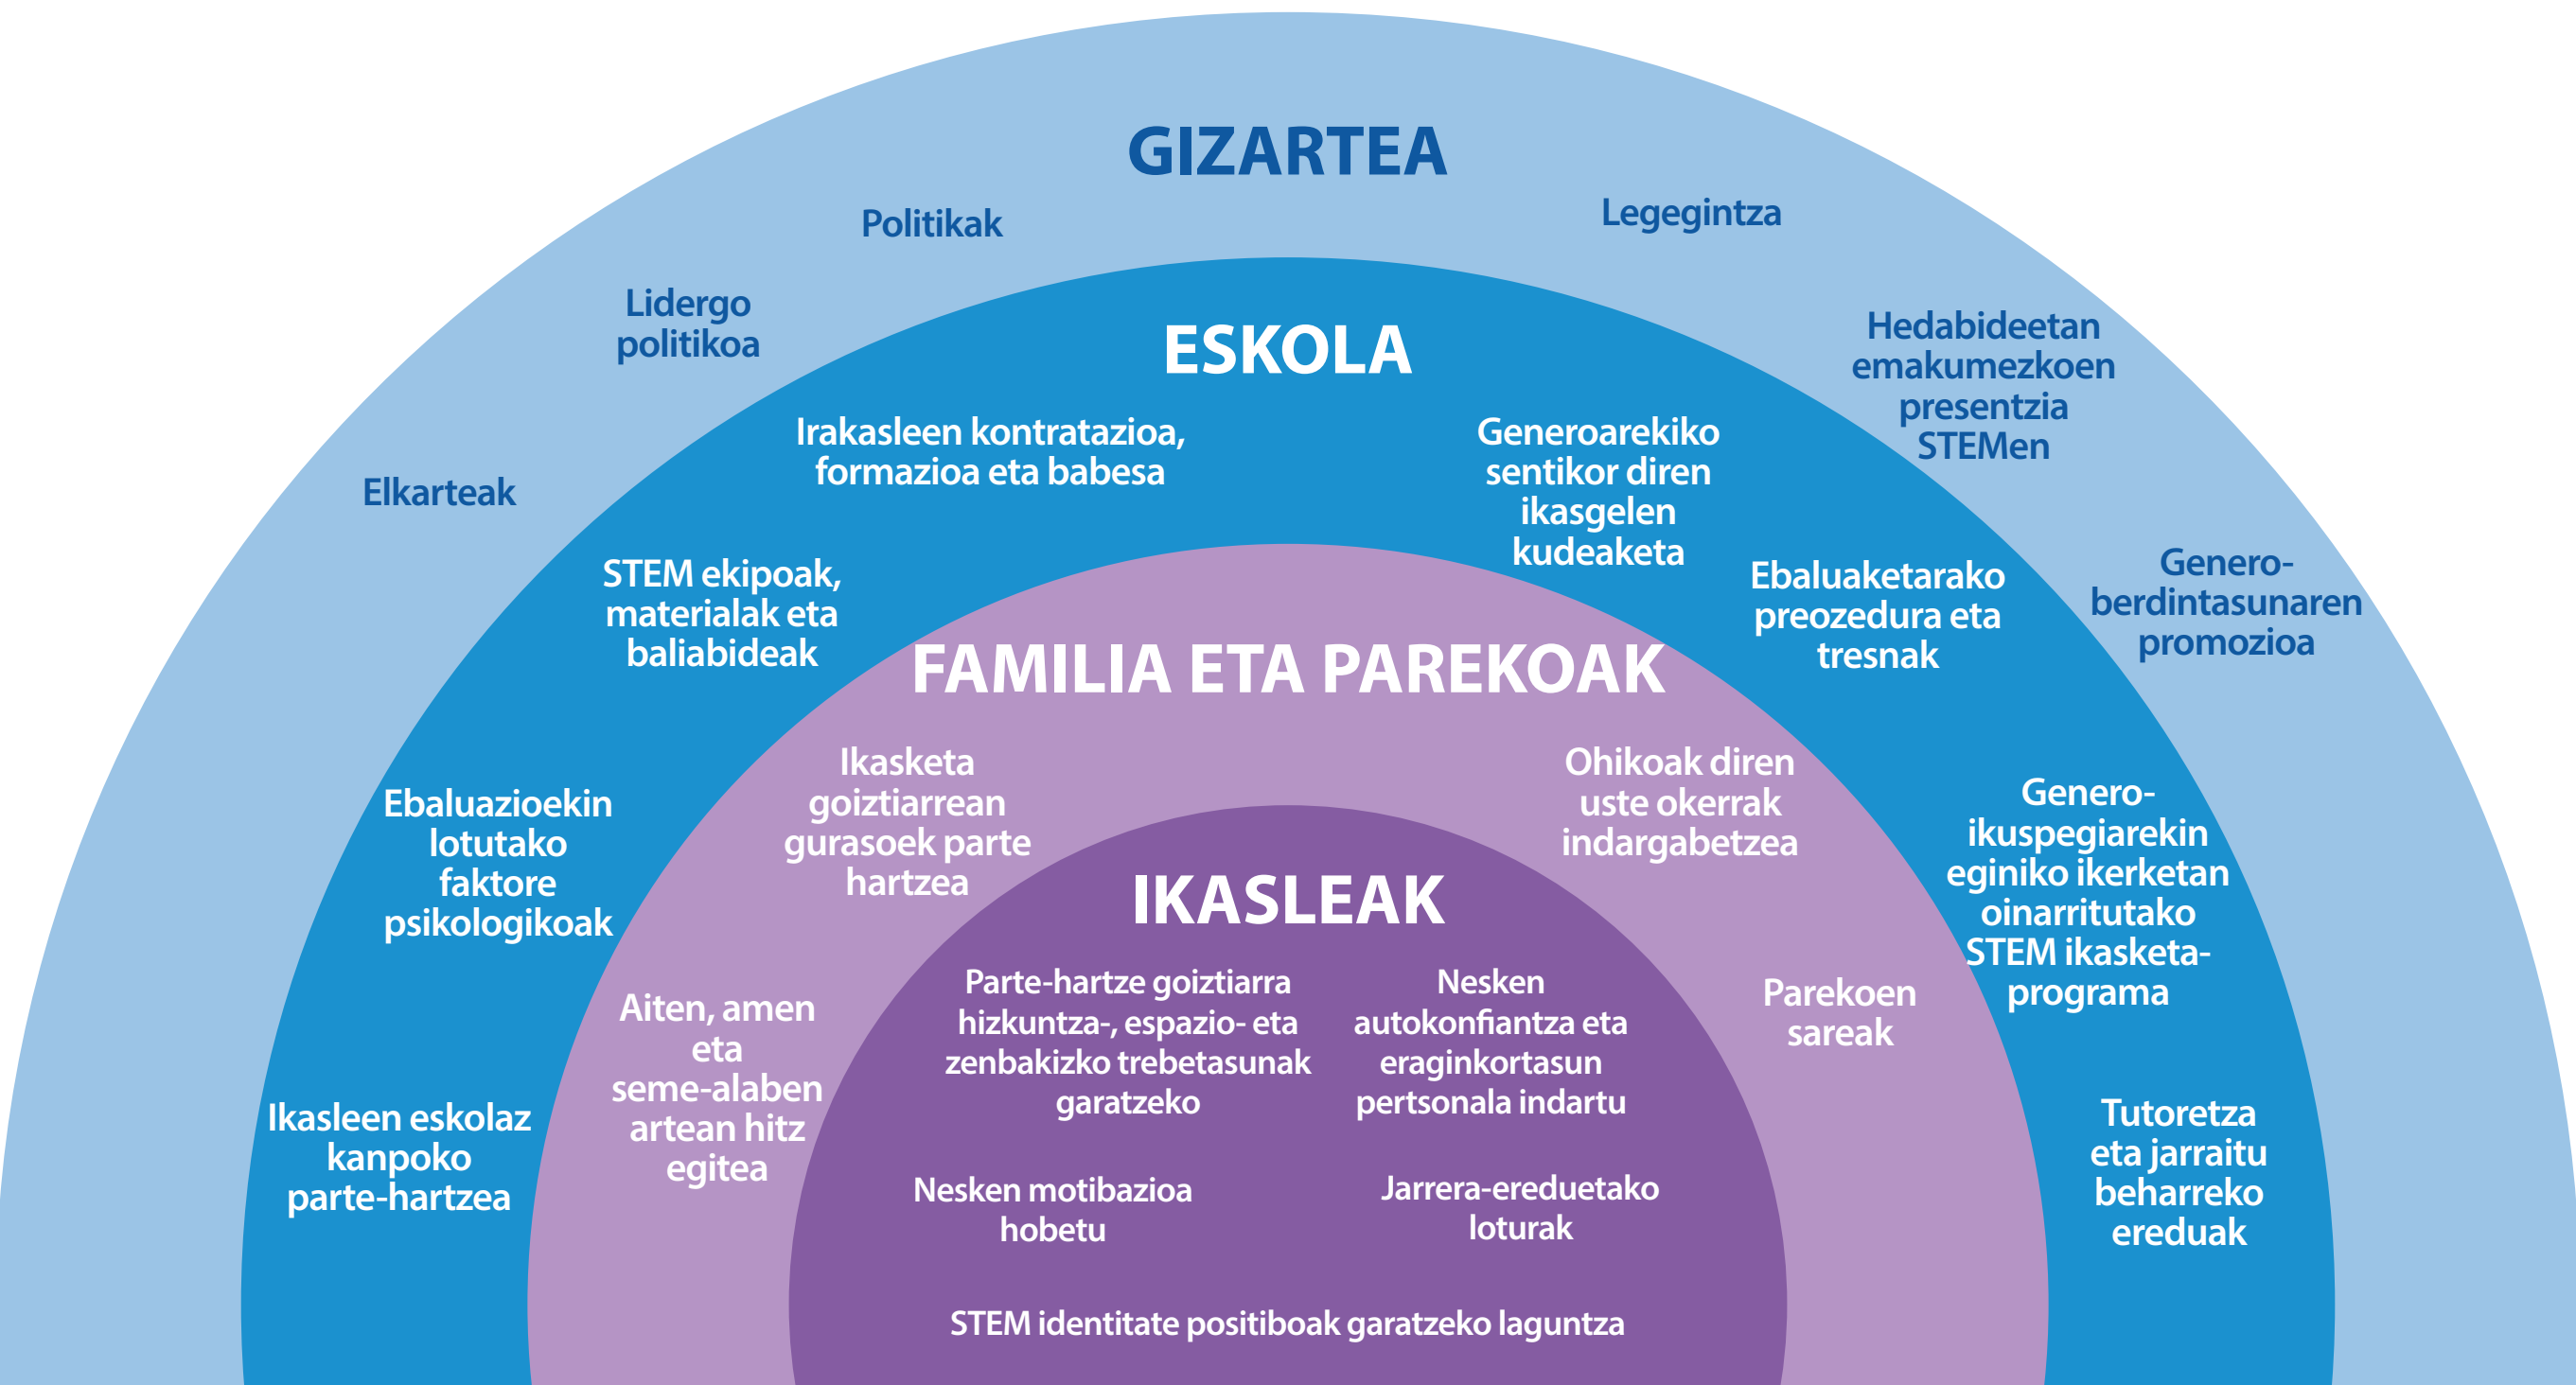 GIZARTEA
Politikak
Legegintza
Lidergo
politikoa
Hedabideetan
emakumezkoen
presentzia
STEMen
Elkarteak
Genero-
berdintasunaren
promozioa
ESKOLA
Irakasleen kontratazioa,
formazioa eta babesa
Generoarekiko
sentikor diren
ikasgelen
kudeaketa
STEM ekipoak,
materialak eta
baliabideak
Ebaluaketarako
preozedura eta
tresnak
Ebaluazioekin
lotutako
faktore
psikologikoak
Genero-
ikuspegiarekin
eginiko ikerketan
oinarritutako
STEM ikasketa-
programa
Ikasleen eskolaz
kanpoko
parte-hartzea
Tutoretza
eta jarraitu
beharreko
ereduak
FAMILIA ETA PAREKOAK
Ikasketa
goiztiarrean
gurasoek parte
hartzea
Ohikoak diren
uste okerrak
indargabetzea
Aiten, amen
eta
seme-alaben
artean hitz
egitea
Parekoen
sareak
IKASLEAK
Parte-hartze goiztiarra
hizkuntza-, espazio- eta
zenbakizko trebetasunak
garatzeko
Nesken
autokonfiantza eta
eraginkortasun
pertsonala indartu
Nesken motibazioa
hobetu
Jarrera-ereduetako
loturak
STEM identitate positiboak garatzeko laguntza